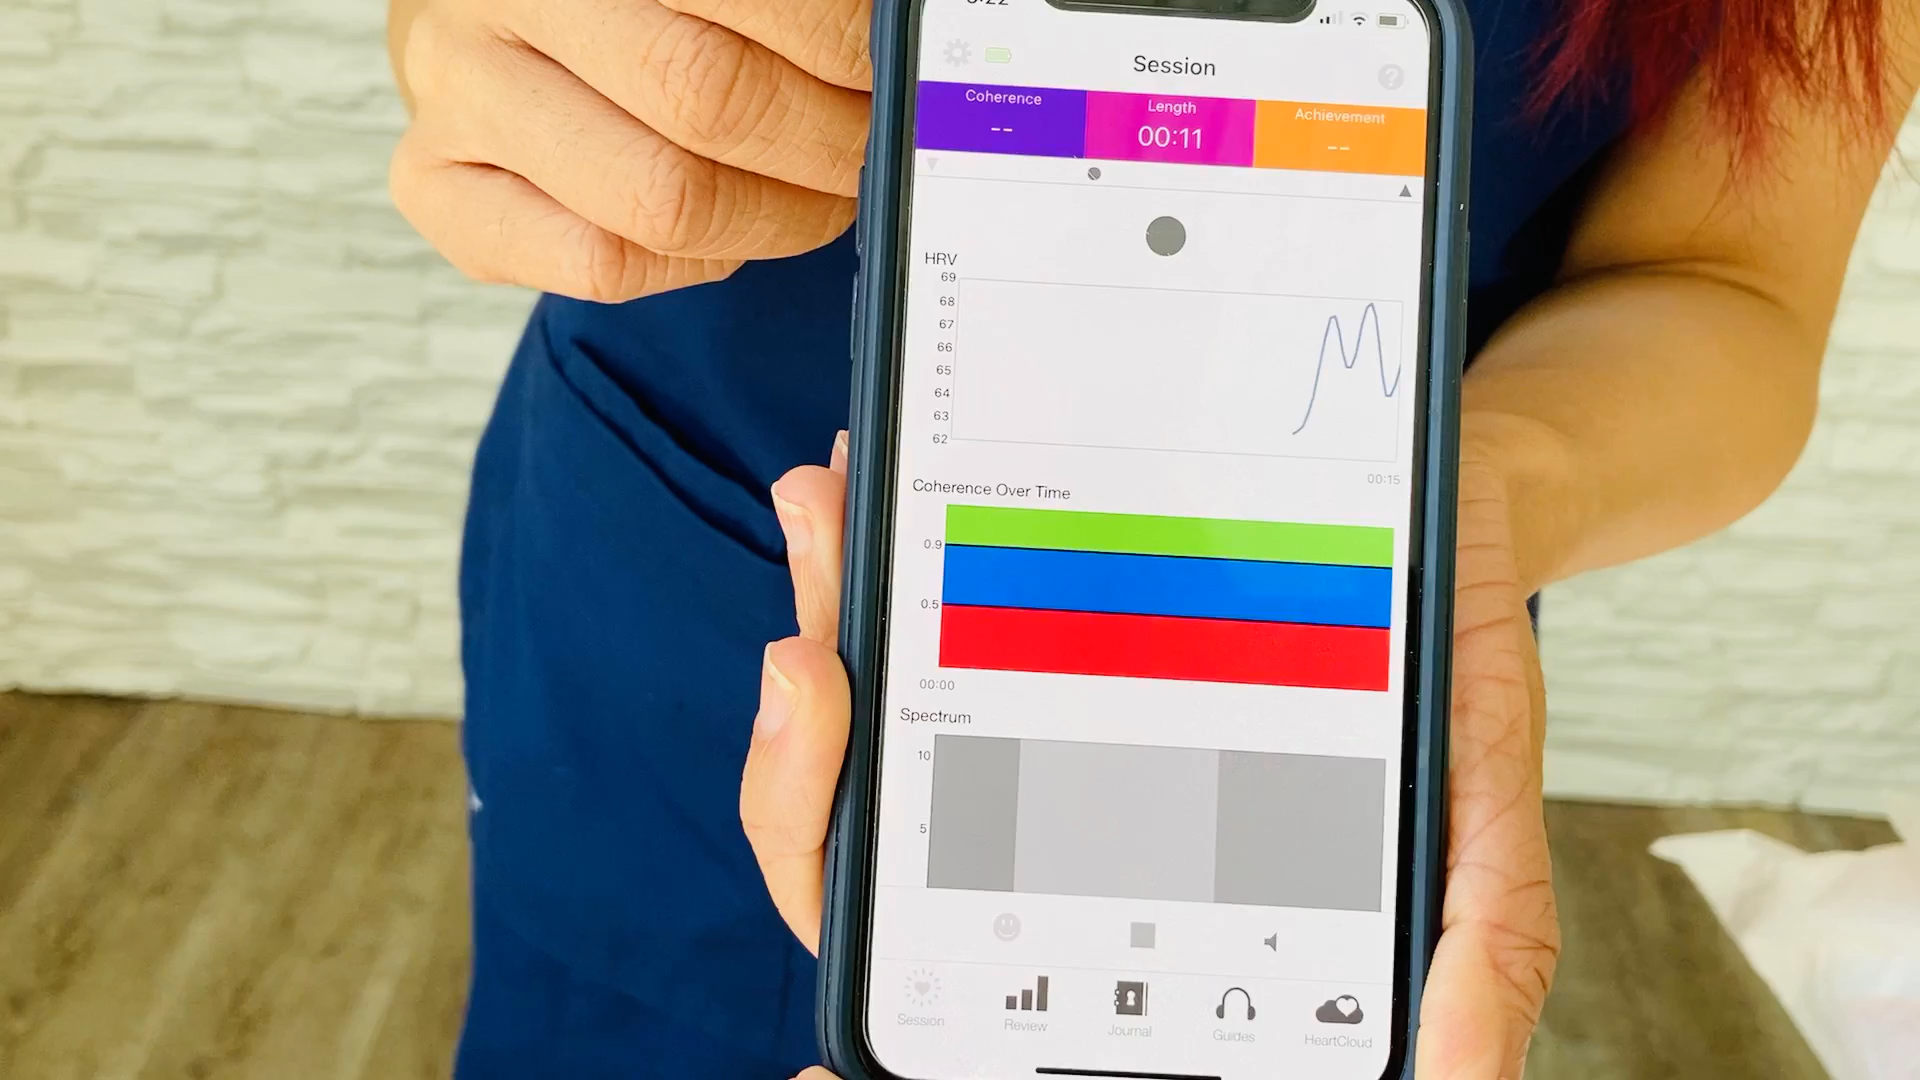 Session
Coherence
--
Length
00:11
Achievement
--
HRV
69
68
67
66
65
64
63
62
00:15
Coherence Over Time
0.9
0.5
00:00
Spectrum
10
5
Session
Review
Journal
Guides
HeartCloud